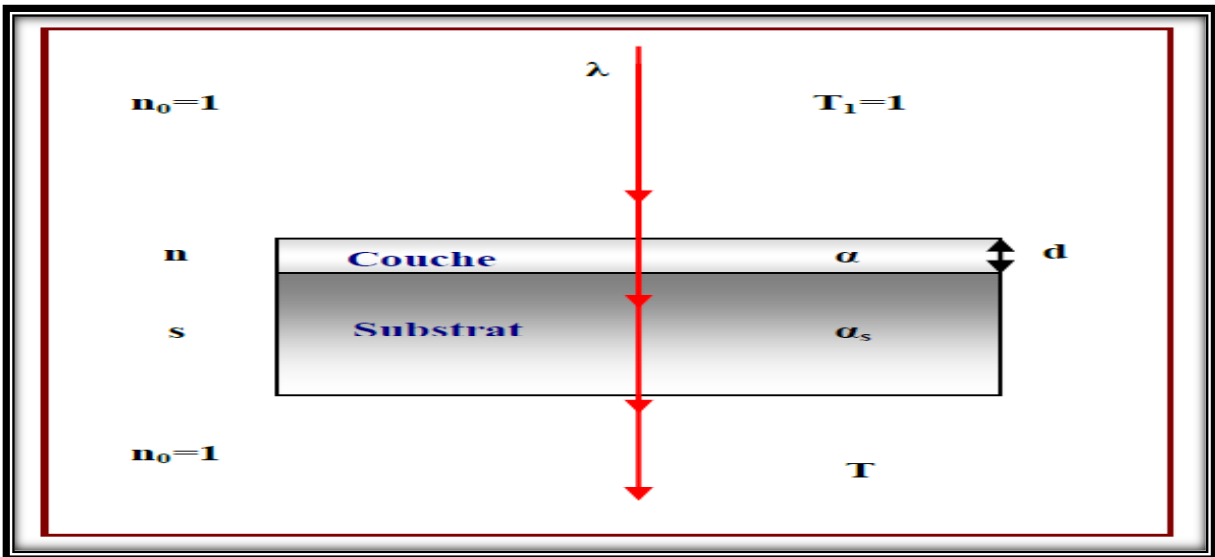 λ
n₀=1 T₁=1
n Couche α d
s Substrat αₛ
n₀=1 T